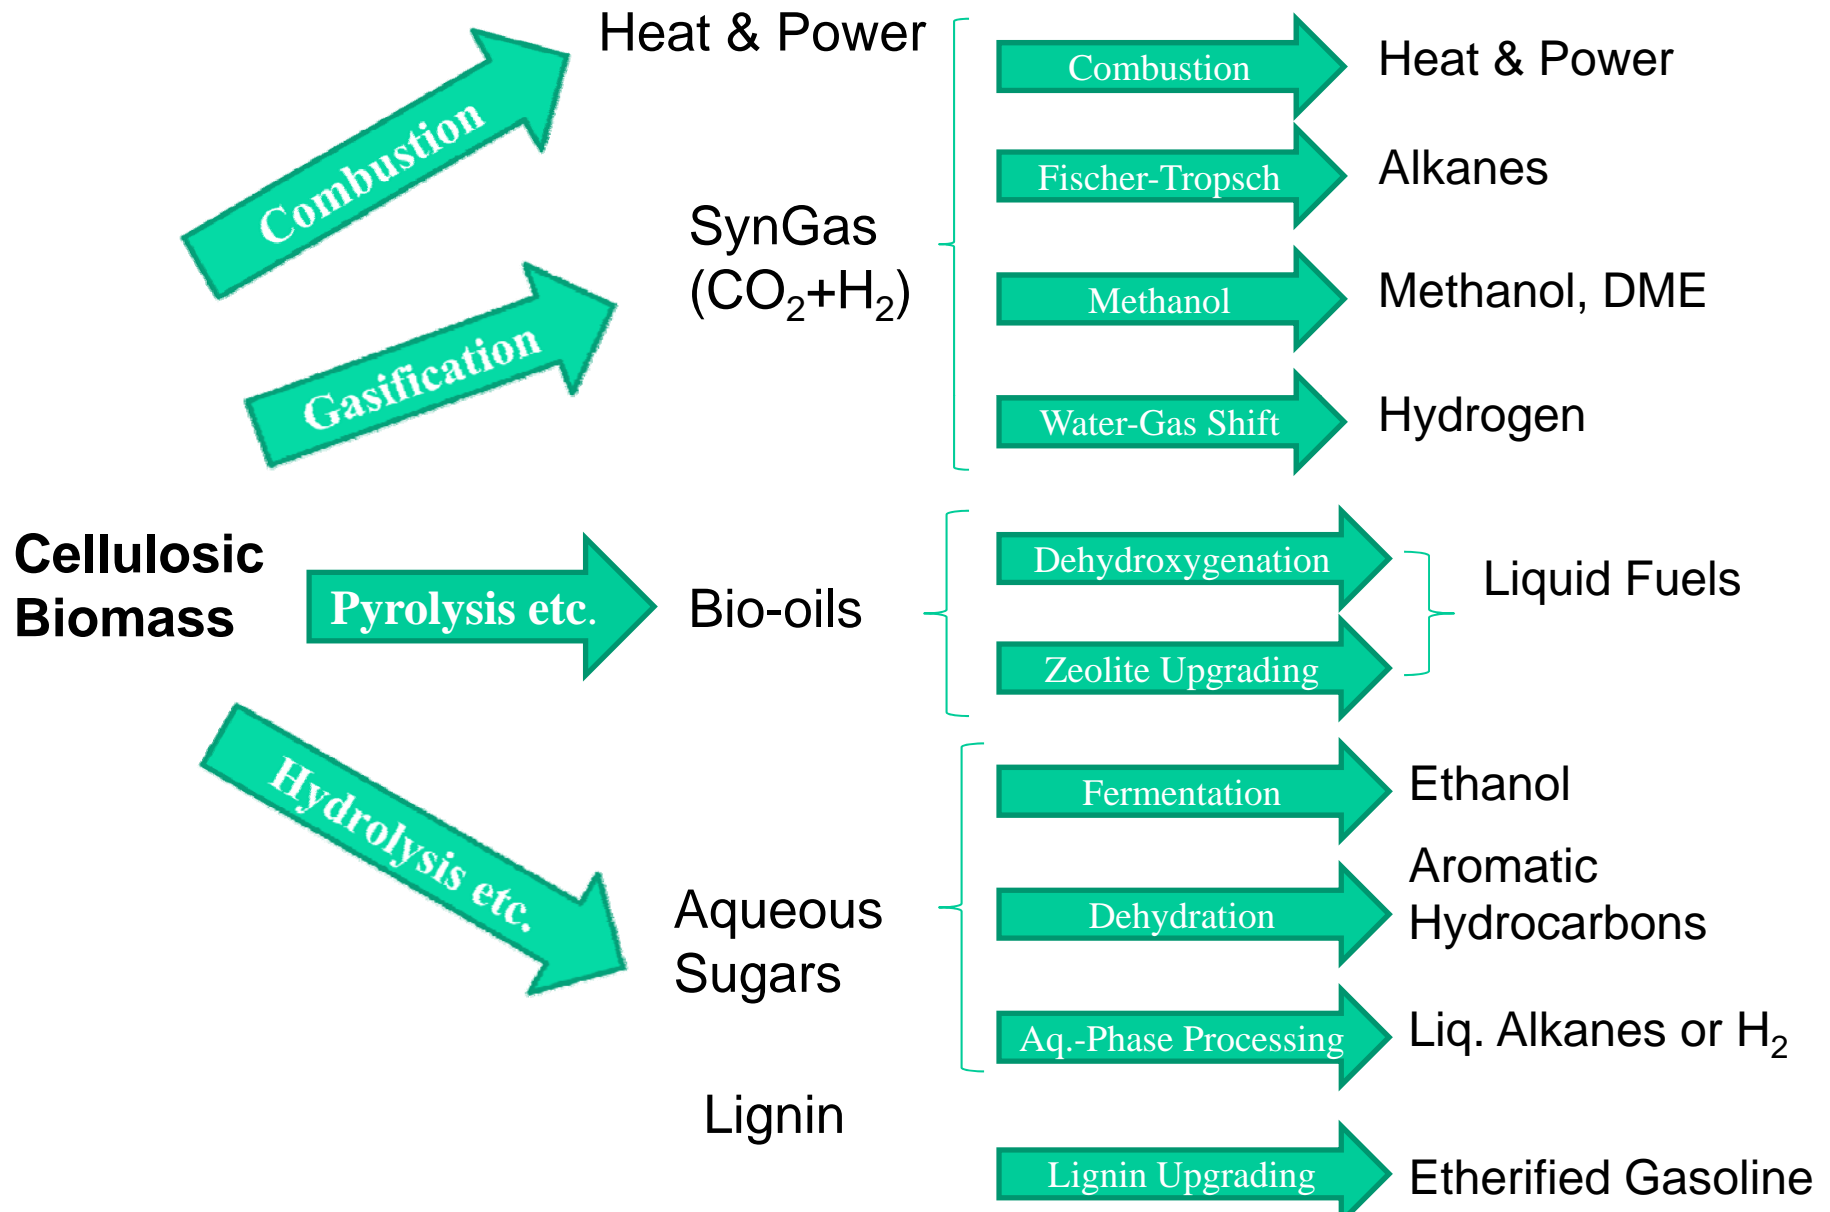 Heat & Power
Combustion
Combustion
Heat & Power
Fischer-Tropsch
Alkanes
SynGas
(CO₂+H₂)
Gasification
Methanol
Methanol, DME
Water-Gas Shift
Hydrogen
Cellulosic
Biomass
Pyrolysis etc.
Bio-oils
Dehydroxygenation
Zeolite Upgrading
Liquid Fuels
Hydrolysis etc.
Aqueous
Sugars
Fermentation
Ethanol
Dehydration
Aromatic
Hydrocarbons
Aq.-Phase Processing
Liq. Alkanes or H₂
Lignin
Lignin Upgrading
Etherified Gasoline